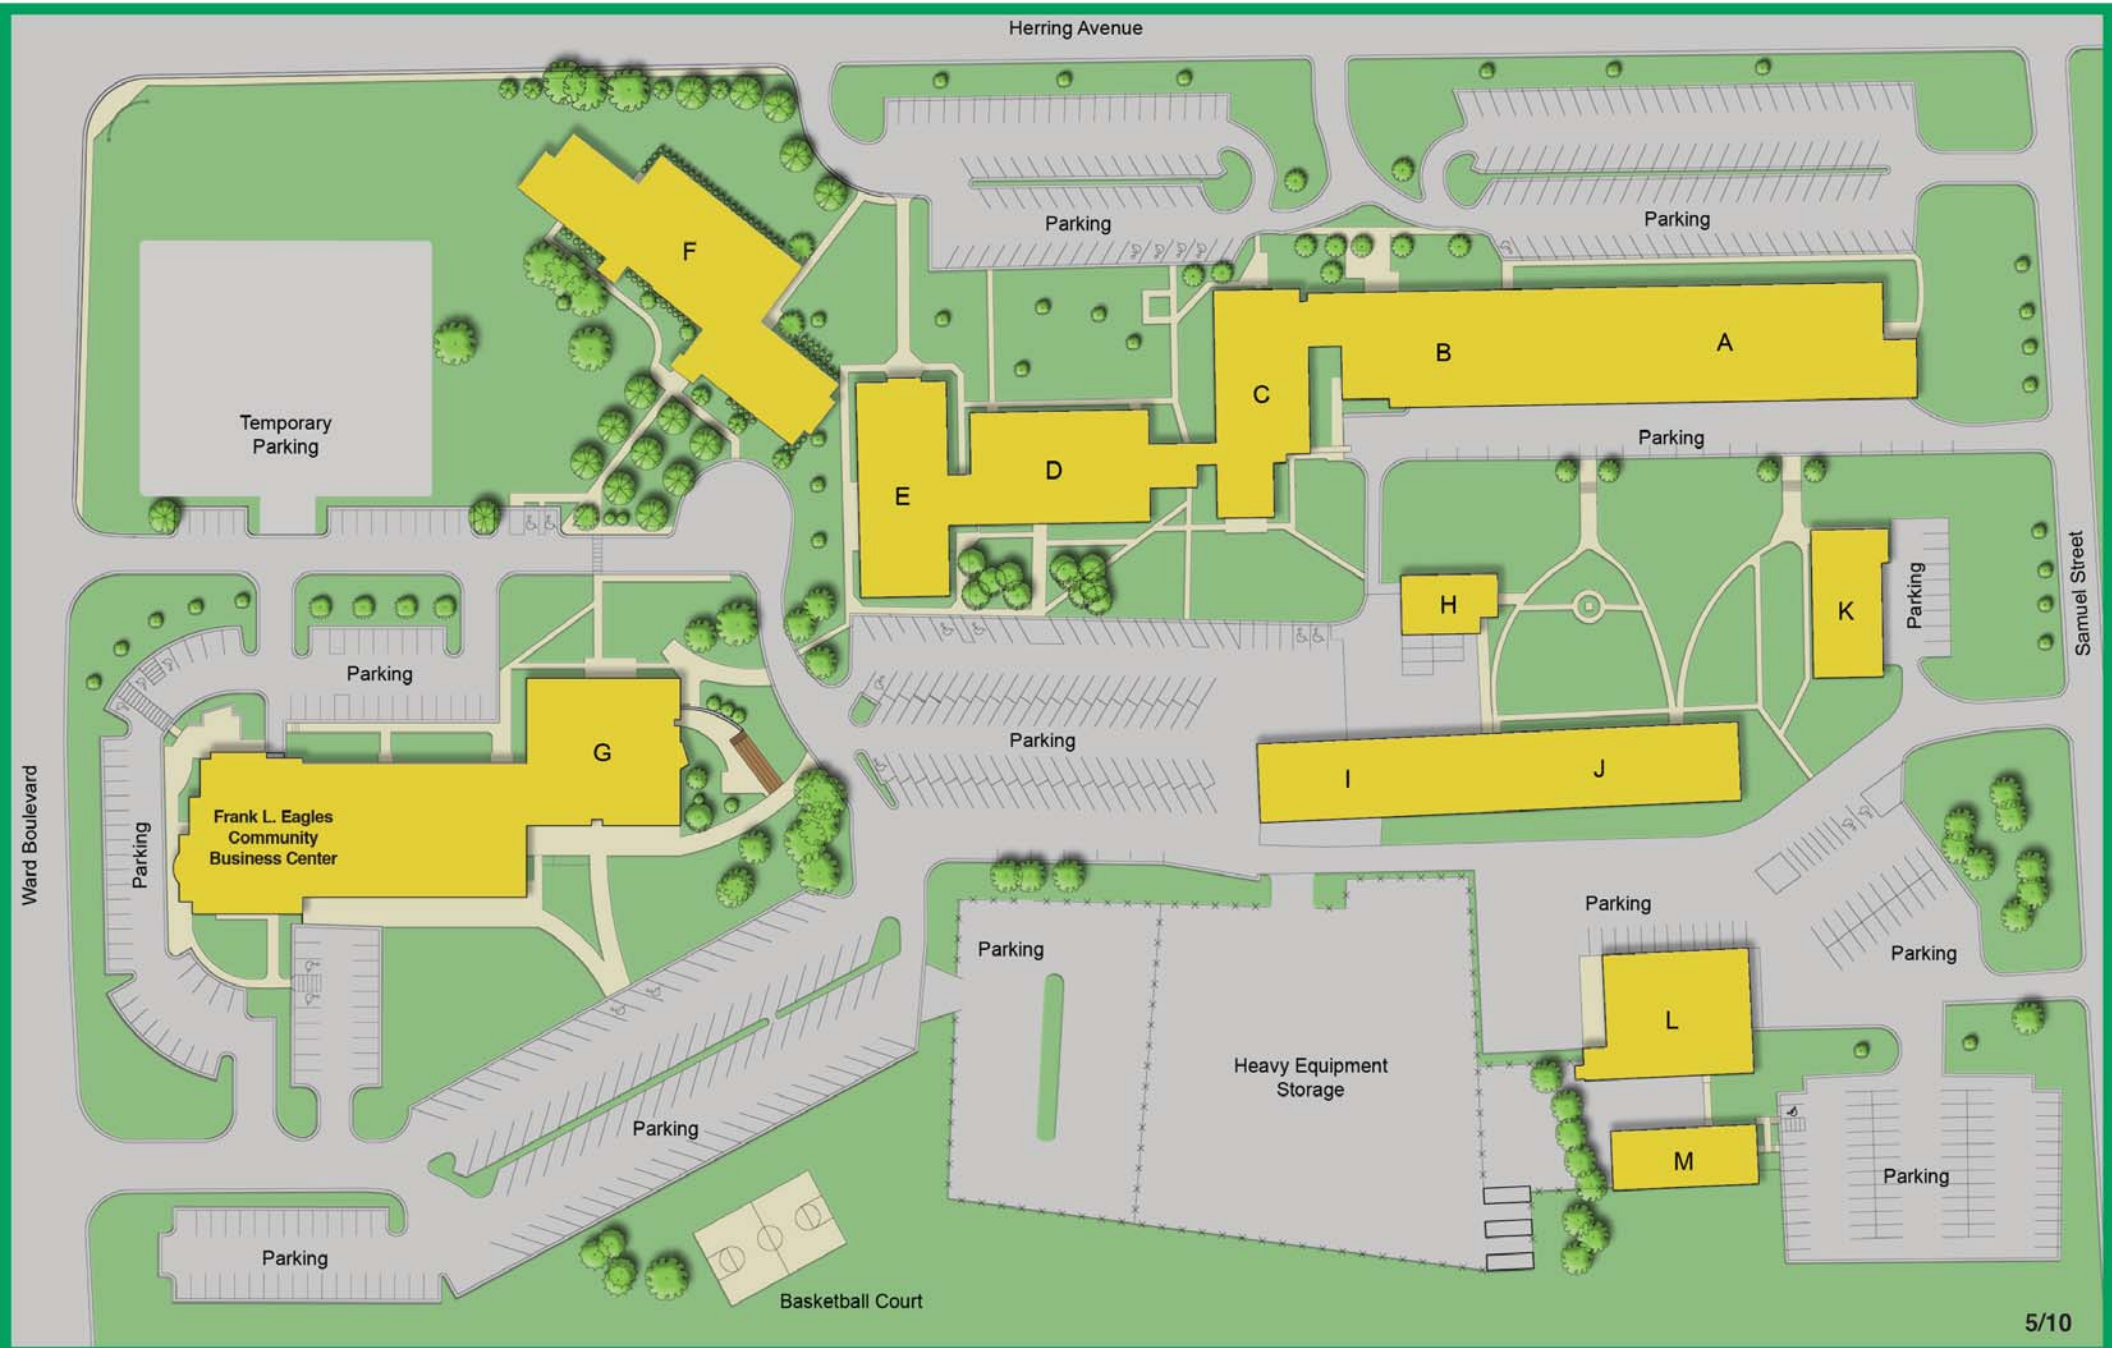 Herring Avenue
Parking
Parking
F
B
A
C
Temporary
Parking
Parking
D
E
Samuel Street
Parking
H
K
Parking
Parking
G
I
J
Ward Boulevard
Parking
Frank L. Eagles
Community
Business Center
Parking
Parking
Parking
L
Heavy Equipment
Storage
Parking
M
Parking
Parking
Basketball Court
5/10